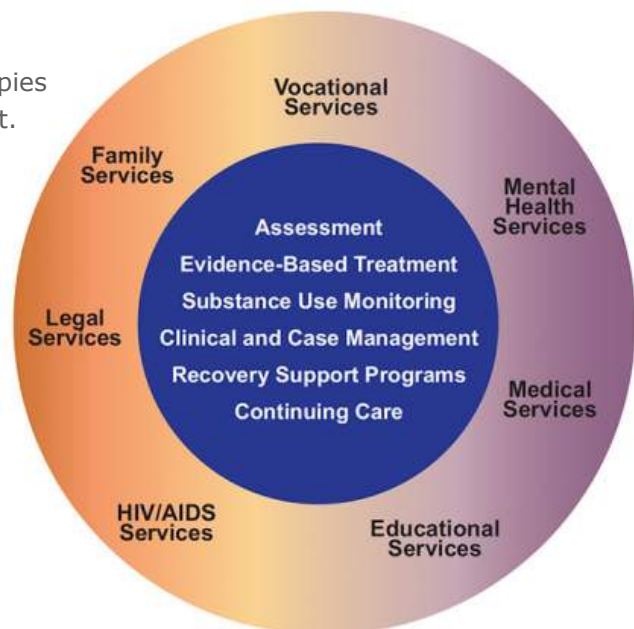 t.
Vocational
Services
Family
Services
Mental
Health
Services
Assessment
Evidence-Based Treatment
Substance Use Monitoring
Clinical and Case Management
Recovery Support Programs
Continuing Care
Legal
Services
Medical
Services
HIV/AIDS
Services
Educational
Services